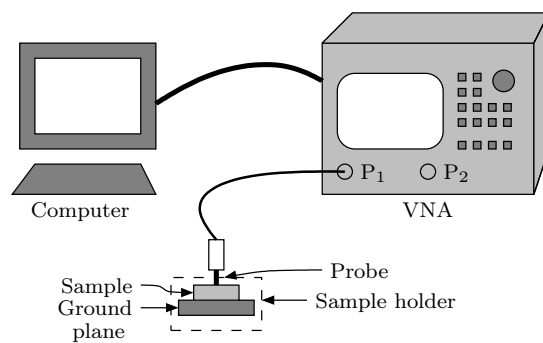 P₁ P₂
Computer
VNA
Probe
Sample
Sample holder
Ground
plane